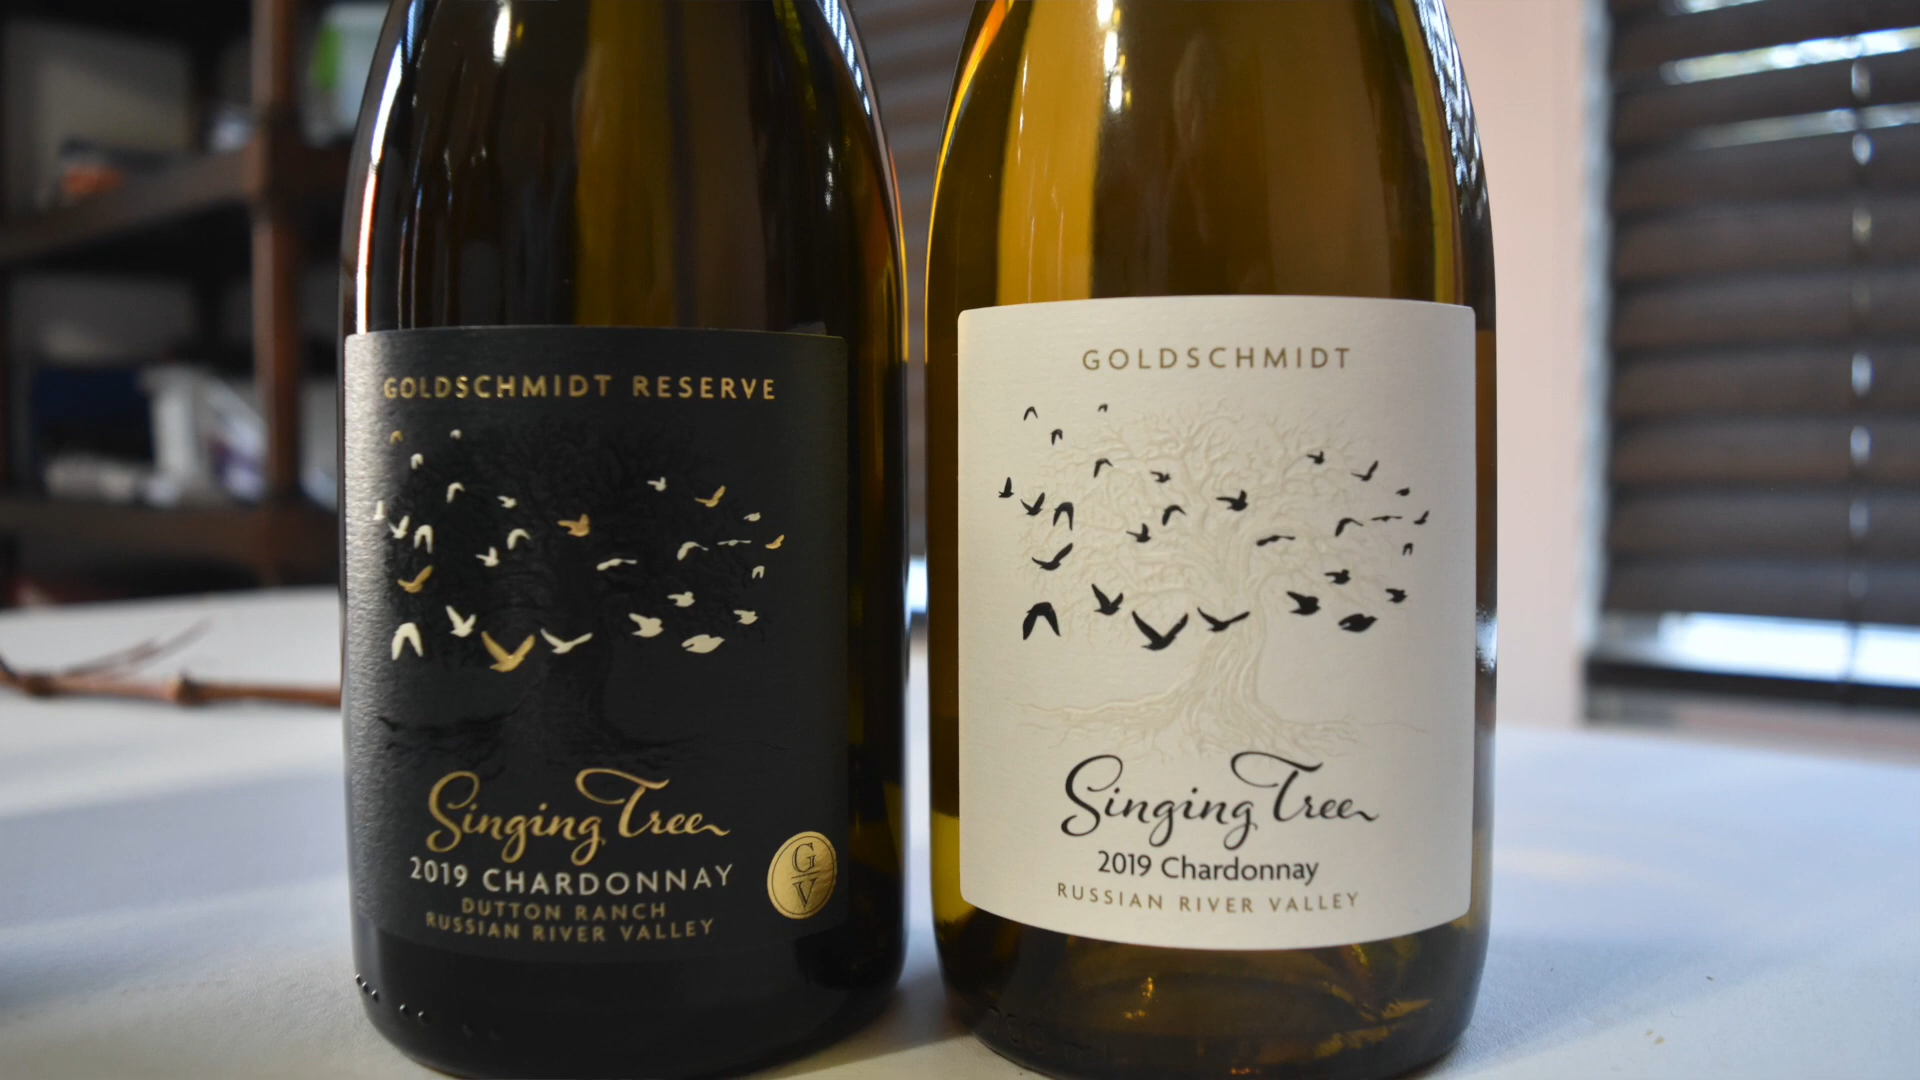 GOLDSCHMIDT RESERVE
Singing Tree
2019 CHARDONNAY
DUTTON RANCH
RUSSIAN RIVER VALLEY
G
V
GOLDSCHMIDT
Singing Tree
2019 Chardonnay
RUSSIAN RIVER VALLEY